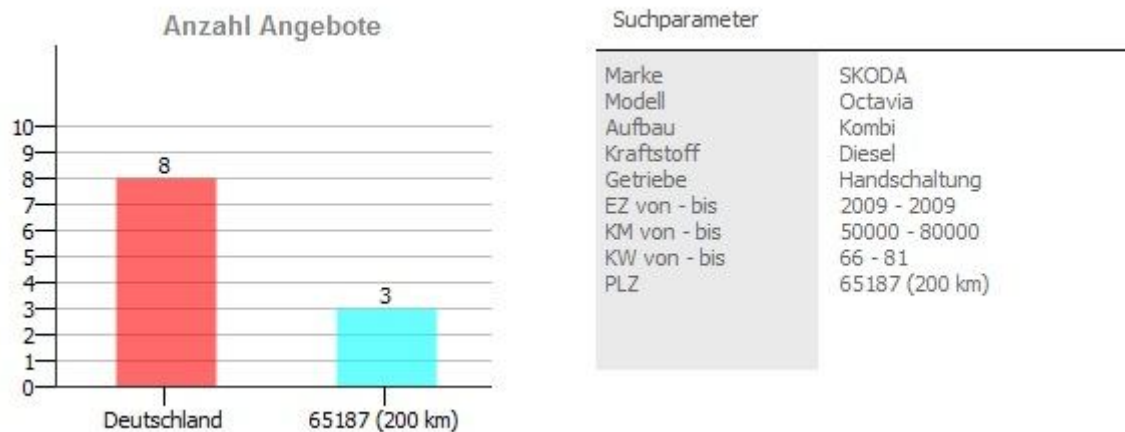 Anzahl Angebote
10
9
8
7
6
5
4
3
2
1
0
8
3
Deutschland
65187 (200 km)
Suchparameter
Marke SKODA
Modell Octavia
Aufbau Kombi
Kraftstoff Diesel
Getriebe Handschaltung
EZ von - bis 2009 - 2009
KM von - bis 50000 - 80000
KW von - bis 66 - 81
PLZ 65187 (200 km)